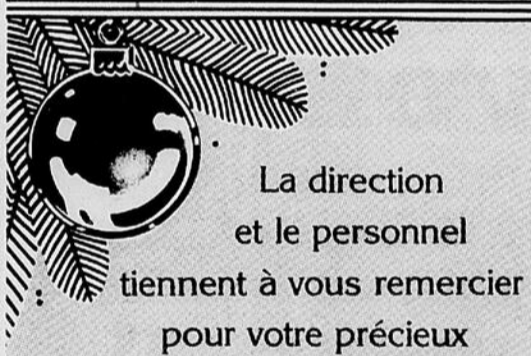 La direction
et le personnel
tiennent à vous remercier
pour votre précieux